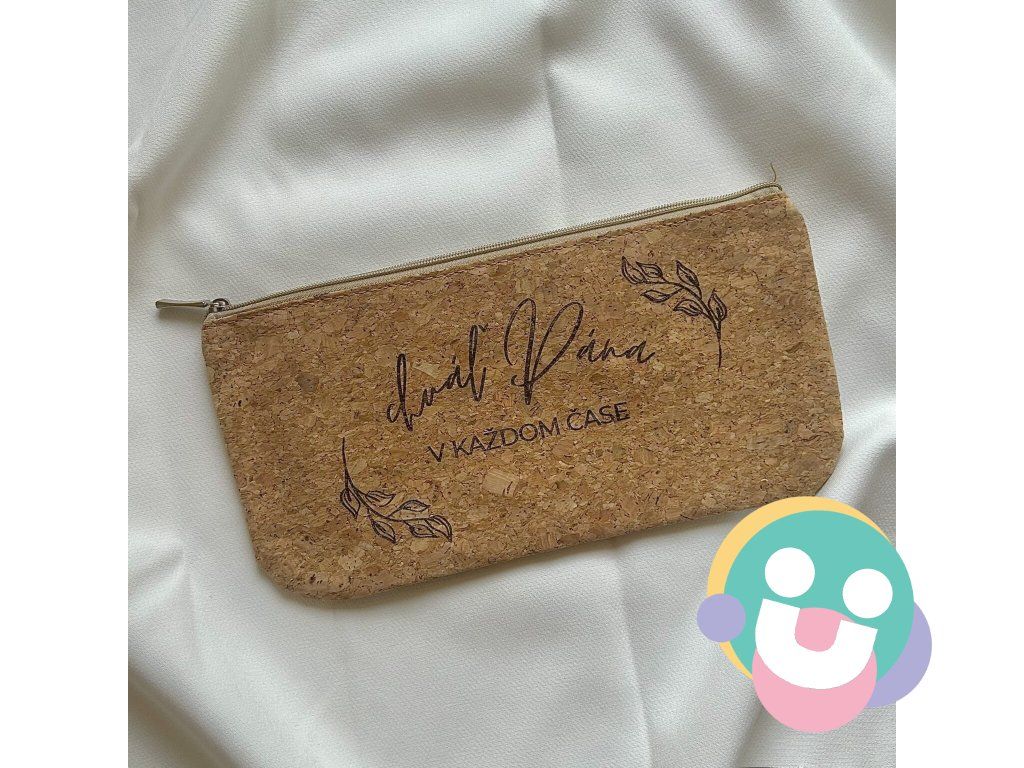 chváľ Pána
V KAŽDOM ČASE